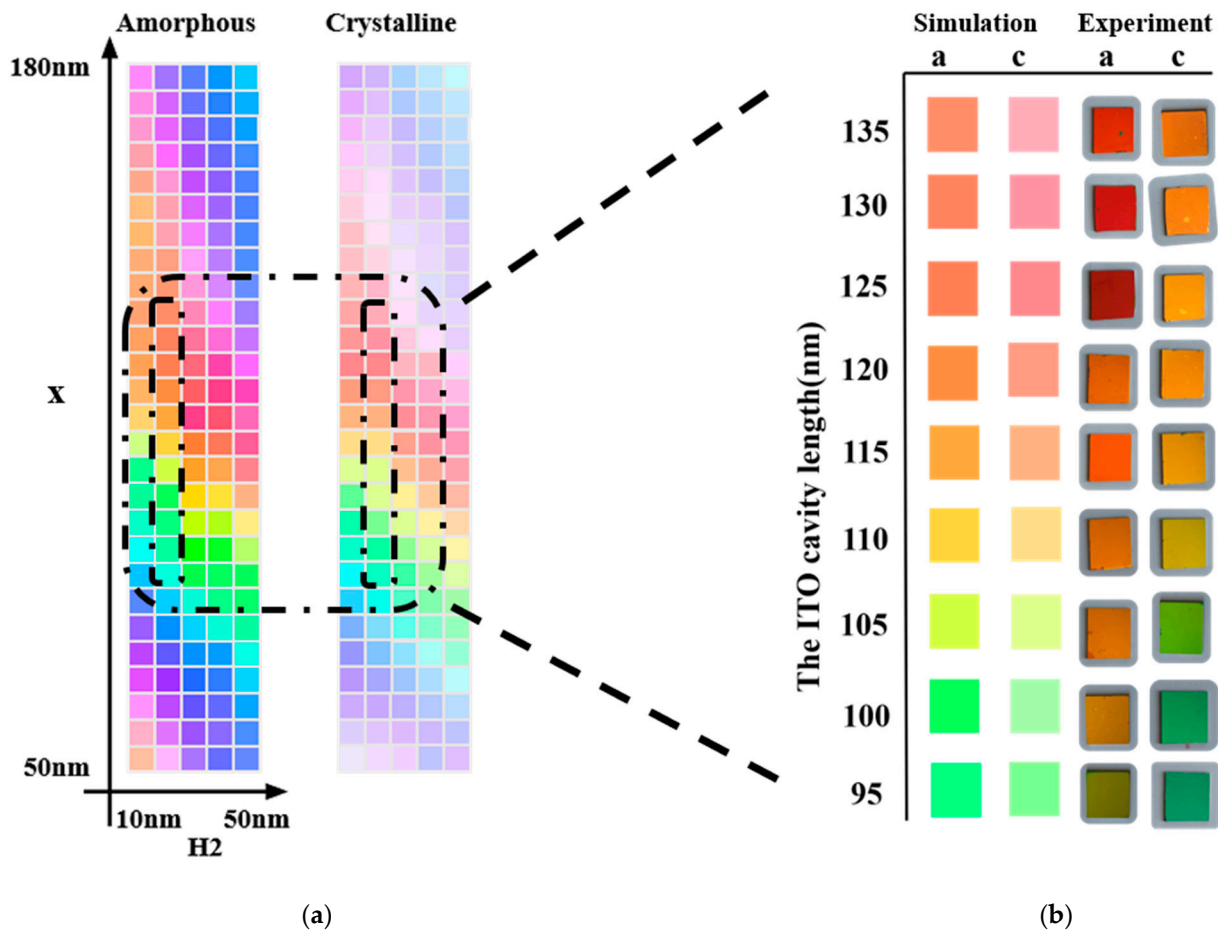 Amorphous Crystalline
180nm
x
50nm
10nm 50nm
H2
(a)
Simulation Experiment
a c a c
The ITO cavity length(nm)
135
130
125
120
115
110
105
100
95
(b)